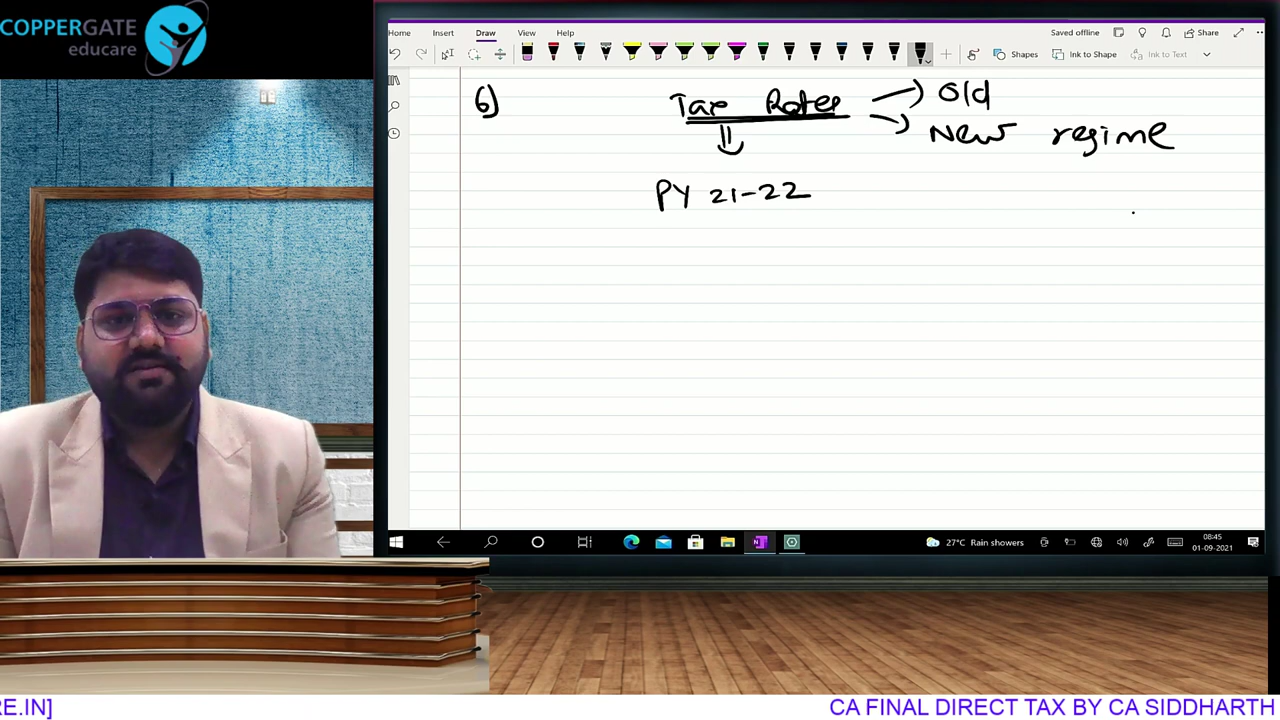 COPPERGATE
educare
Home Insert Draw View Help
Saved offline
Share
Shapes
Ink to Shape
Ink to Text
6) Tax Rates
Old
New regime
PY 21-22
27°C Rain showers
08:45
01-09-2021
RE.IN]
CA FINAL DIRECT TAX BY CA SIDDHARTH